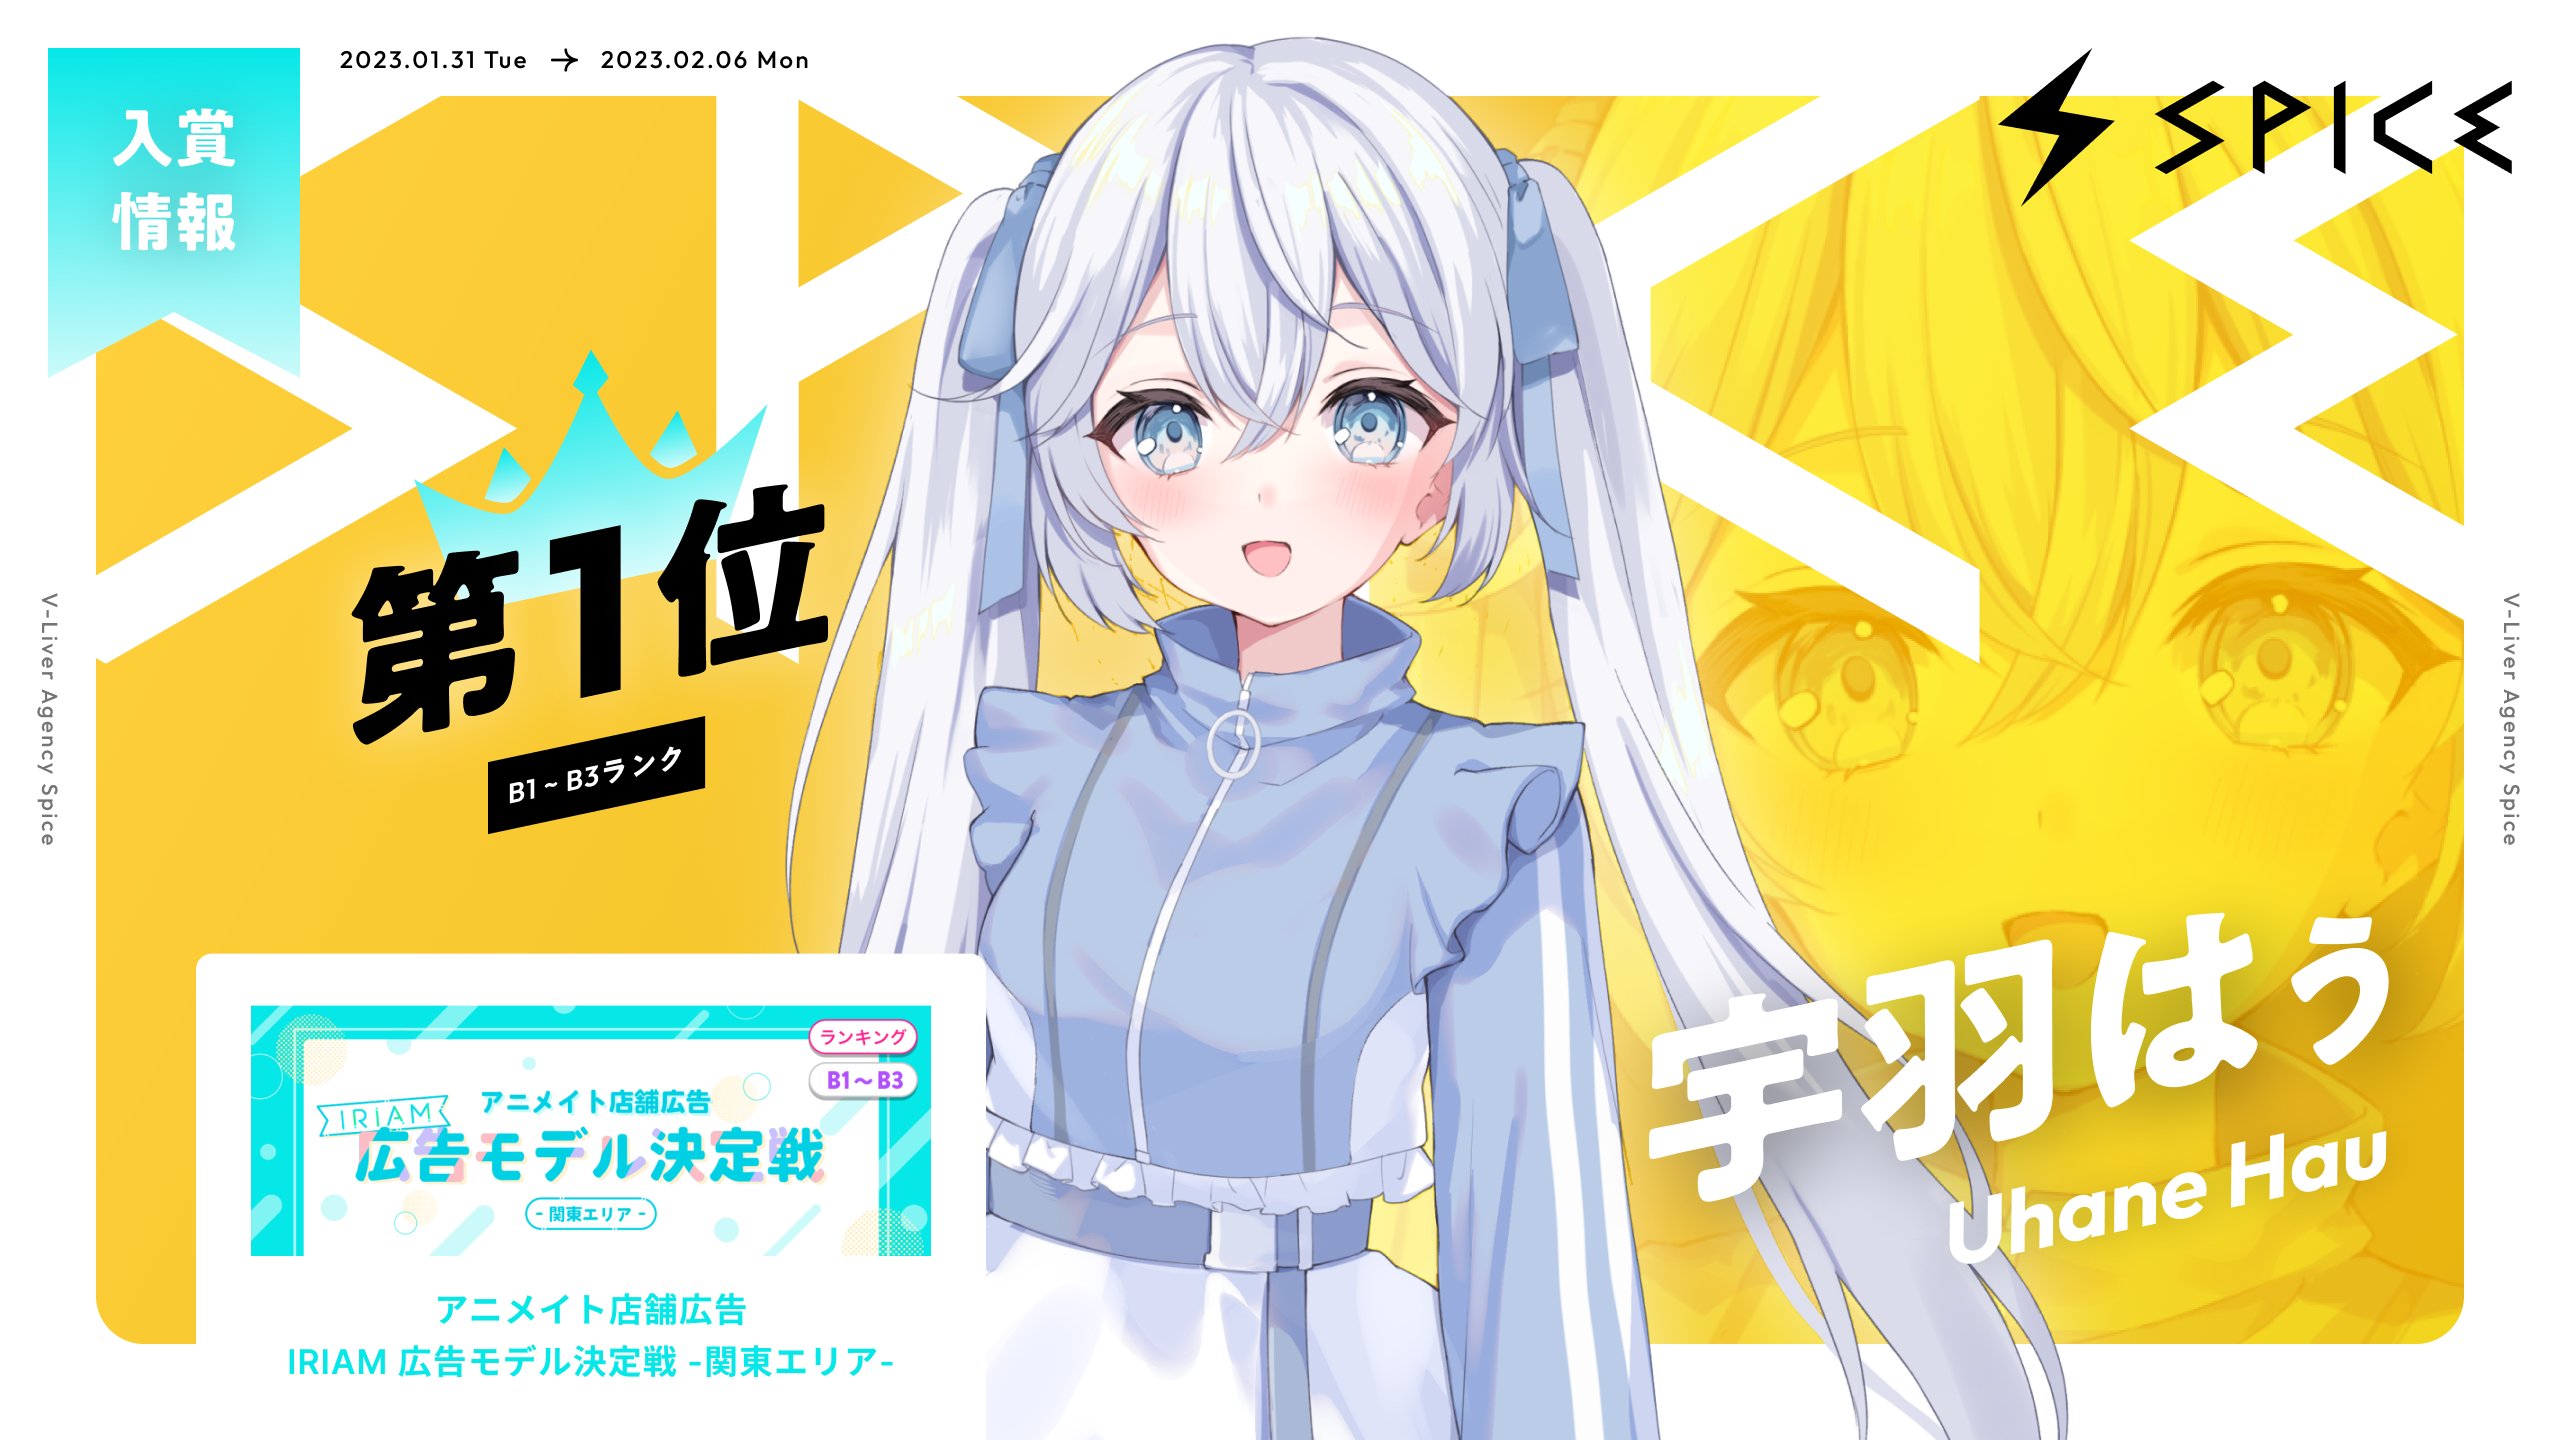 2023.01.31 Tue → 2023.02.06 Mon
入賞
情報
SPICE
第1位
B1 ~ B3ランク
V-Liver Agency Spice
V-Liver Agency Spice
宇羽はう
Uhane Hau
ランキング
B1～B3
IRIAM
アニメイト店舗広告
広告モデル決定戦
- 関東エリア -
アニメイト店舗広告
IRIAM 広告モデル決定戦 -関東エリア-